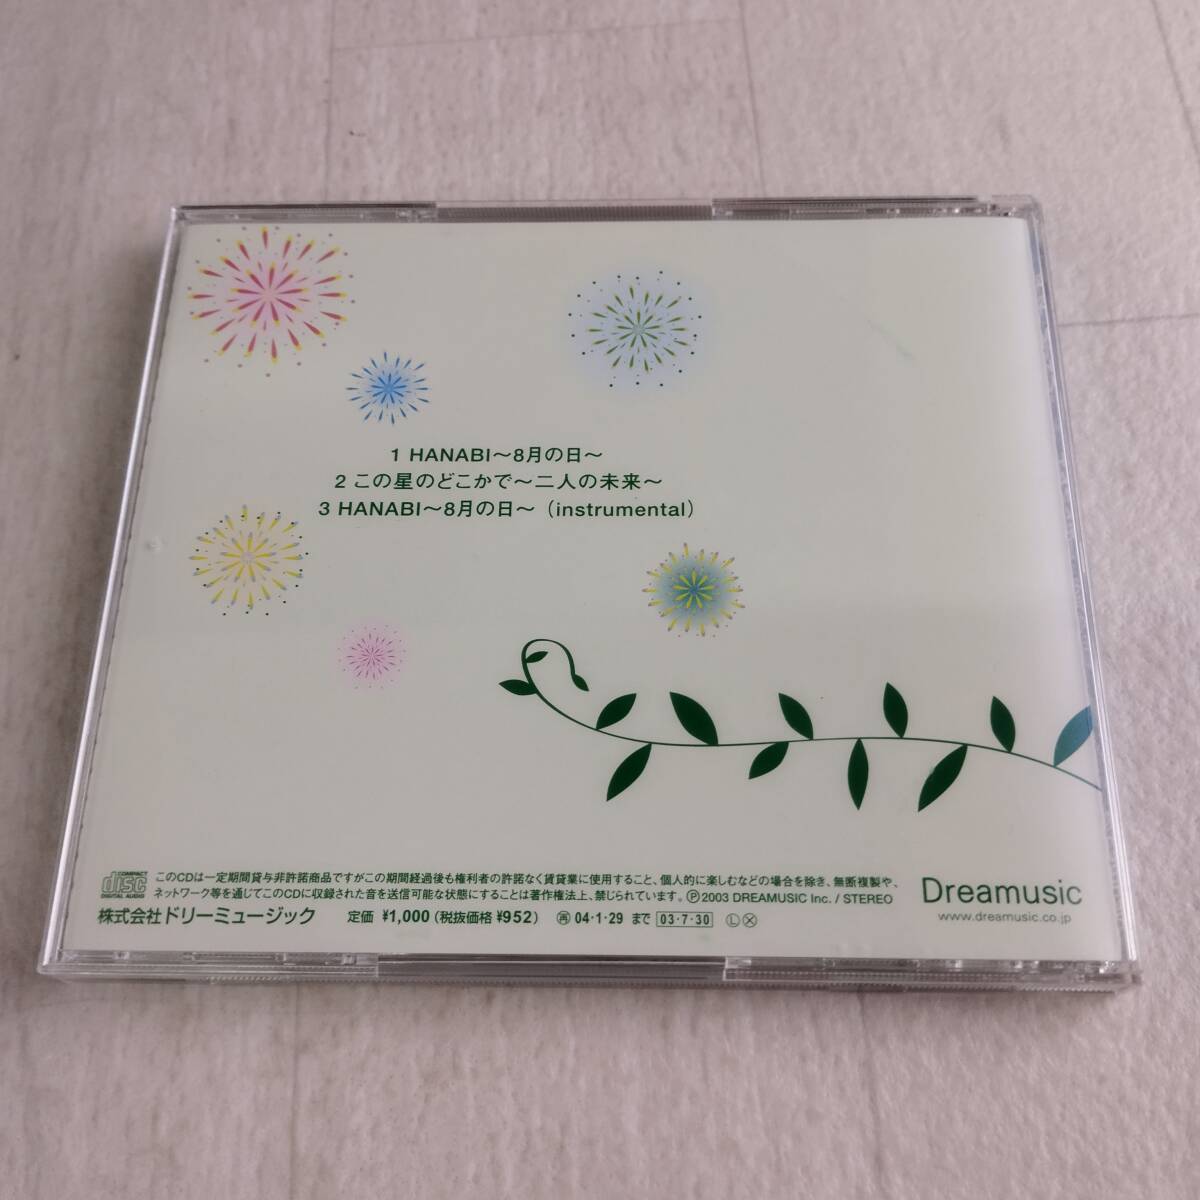 1 HANABI～8月の日～
2 この星のどこかで～二人の未来～
3 HANABI～8月の日～（instrumental）
COMPACT
disc
DIGITAL AUDIO
このCDは一定期間貸与非許諾商品ですがこの期間経過後も権利者の許諾なく賃貸業に使用すること、個人的に楽しむなどの場合を除き、無断複製や、
ネットワーク等を通じてこのCDに収録された音を送信可能な状態にすることは著作権法上、禁じられています。Ⓟ2003 DREAMUSIC Inc. / STEREO
株式会社ドリーミュージック 定価 ¥1,000（税抜価格 ¥952） ㊢ 04・1・29 まで 03・7・30 Ⓛ Ⓧ
Dreamusic
www.dreamusic.co.jp